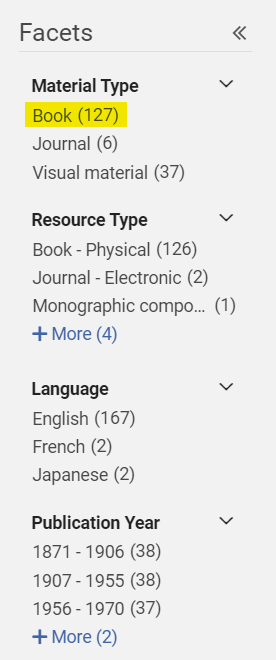 Facets
Material Type
Book (127)
Journal (6)
Visual material (37)
Resource Type
Book - Physical (126)
Journal - Electronic (2)
Monographic compo... (1)
+ More (4)
Language
English (167)
French (2)
Japanese (2)
Publication Year
1871 - 1906 (38)
1907 - 1955 (38)
1956 - 1970 (37)
+ More (2)